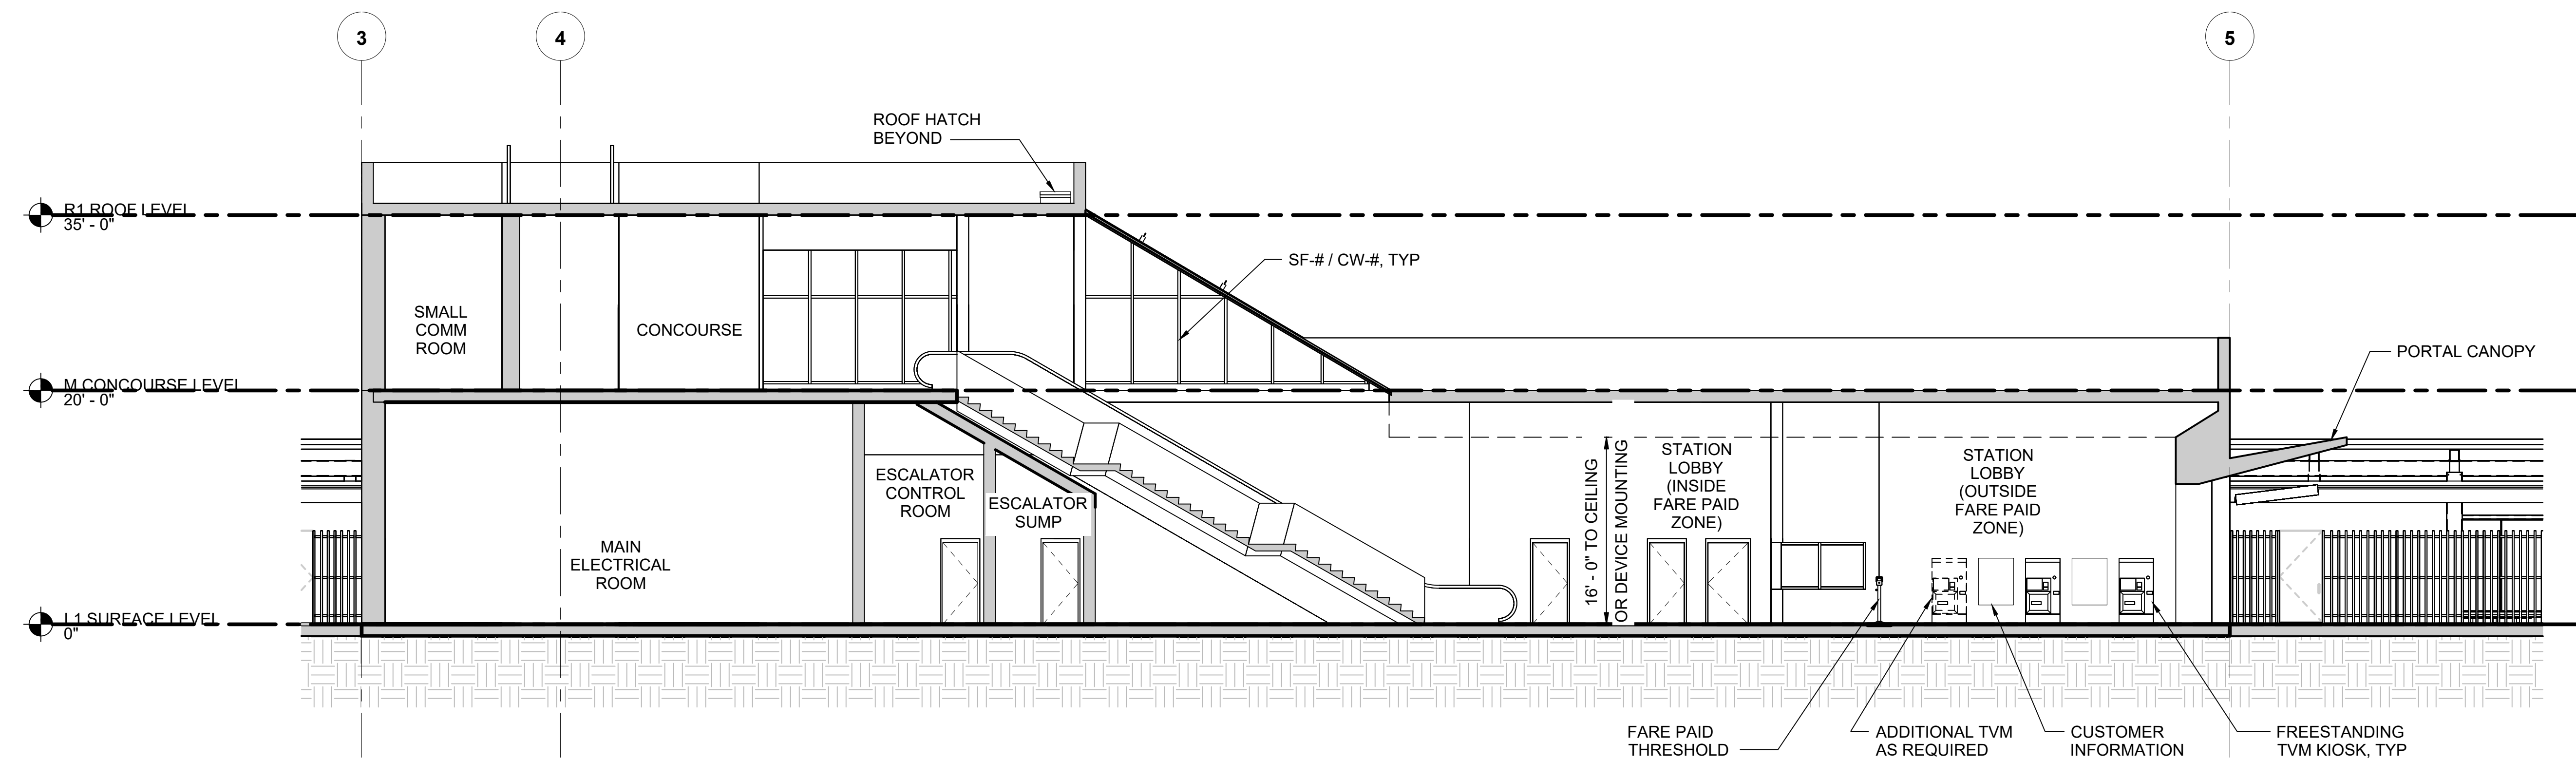 3
4
5
ROOF HATCH
BEYOND
R1 ROOF LEVEL
35' - 0"
SF-# / CW-#, TYP
SMALL
COMM
ROOM
CONCOURSE
PORTAL CANOPY
M CONCOURSE LEVEL
20' - 0"
ESCALATOR
CONTROL
ROOM
ESCALATOR
SUMP
MAIN
ELECTRICAL
ROOM
16' - 0" TO CEILING
OR DEVICE MOUNTING
STATION
LOBBY
(INSIDE
FARE PAID
ZONE)
STATION
LOBBY
(OUTSIDE
FARE PAID
ZONE)
L1 SURFACE LEVEL
0"
FARE PAID
THRESHOLD
ADDITIONAL TVM
AS REQUIRED
CUSTOMER
INFORMATION
FREESTANDING
TVM KIOSK, TYP